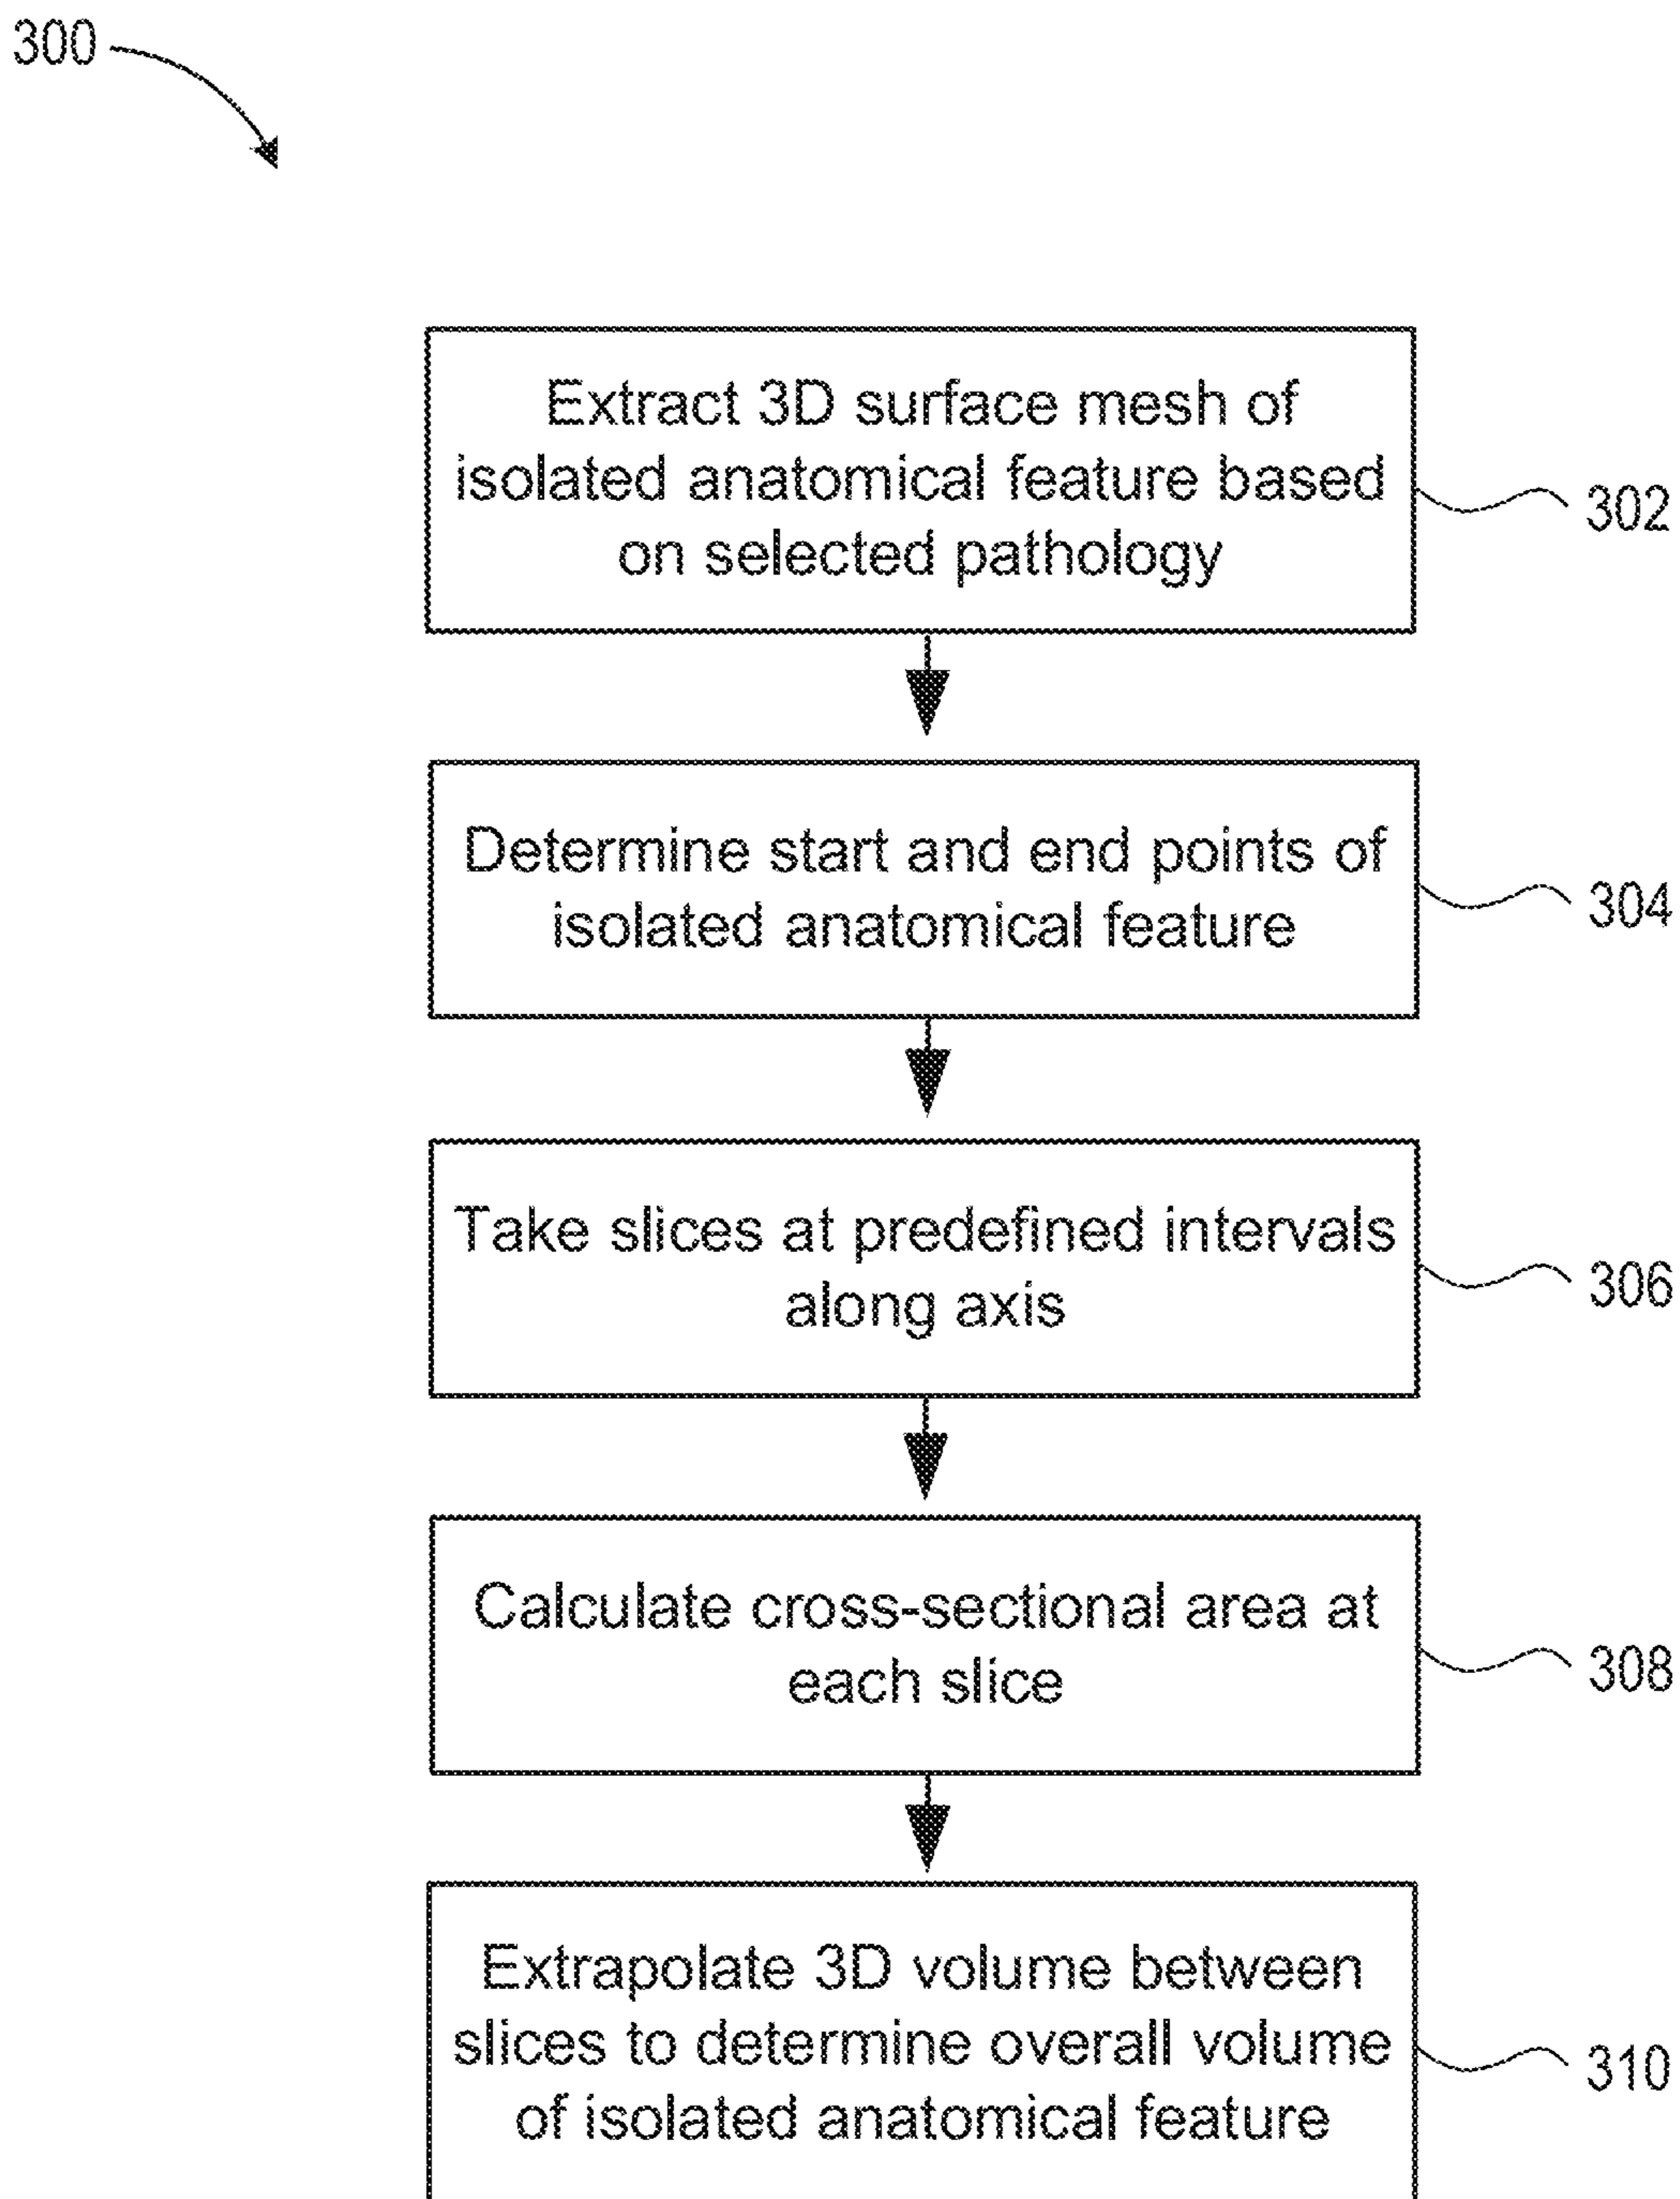 300
Extract 3D surface mesh of
isolated anatomical feature based
on selected pathology
302
Determine start and end points of
isolated anatomical feature
304
Take slices at predefined intervals
along axis
306
Calculate cross-sectional area at
each slice
308
Extrapolate 3D volume between
slices to determine overall volume
of isolated anatomical feature
310